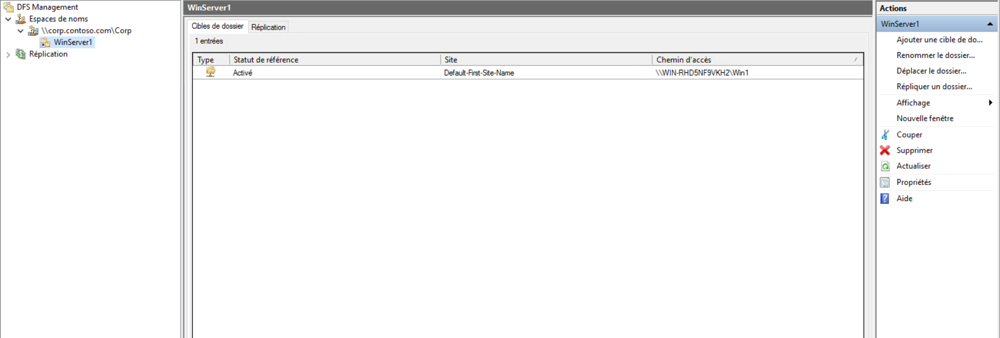 DFS Management
Espaces de noms
\\corp.contoso.com\Corp
WinServer1
Réplication
WinServer1
Cibles de dossier
Réplication
1 entrées
Type
Statut de référence
Site
Chemin d'accès
Activé
Default-First-Site-Name
\\WIN-RHD5NF9VKH2\Win1
Actions
WinServer1
Ajouter une cible de do...
Renommer le dossier...
Déplacer le dossier...
Répliquer un dossier...
Affichage
Nouvelle fenêtre
Couper
Supprimer
Actualiser
Propriétés
Aide